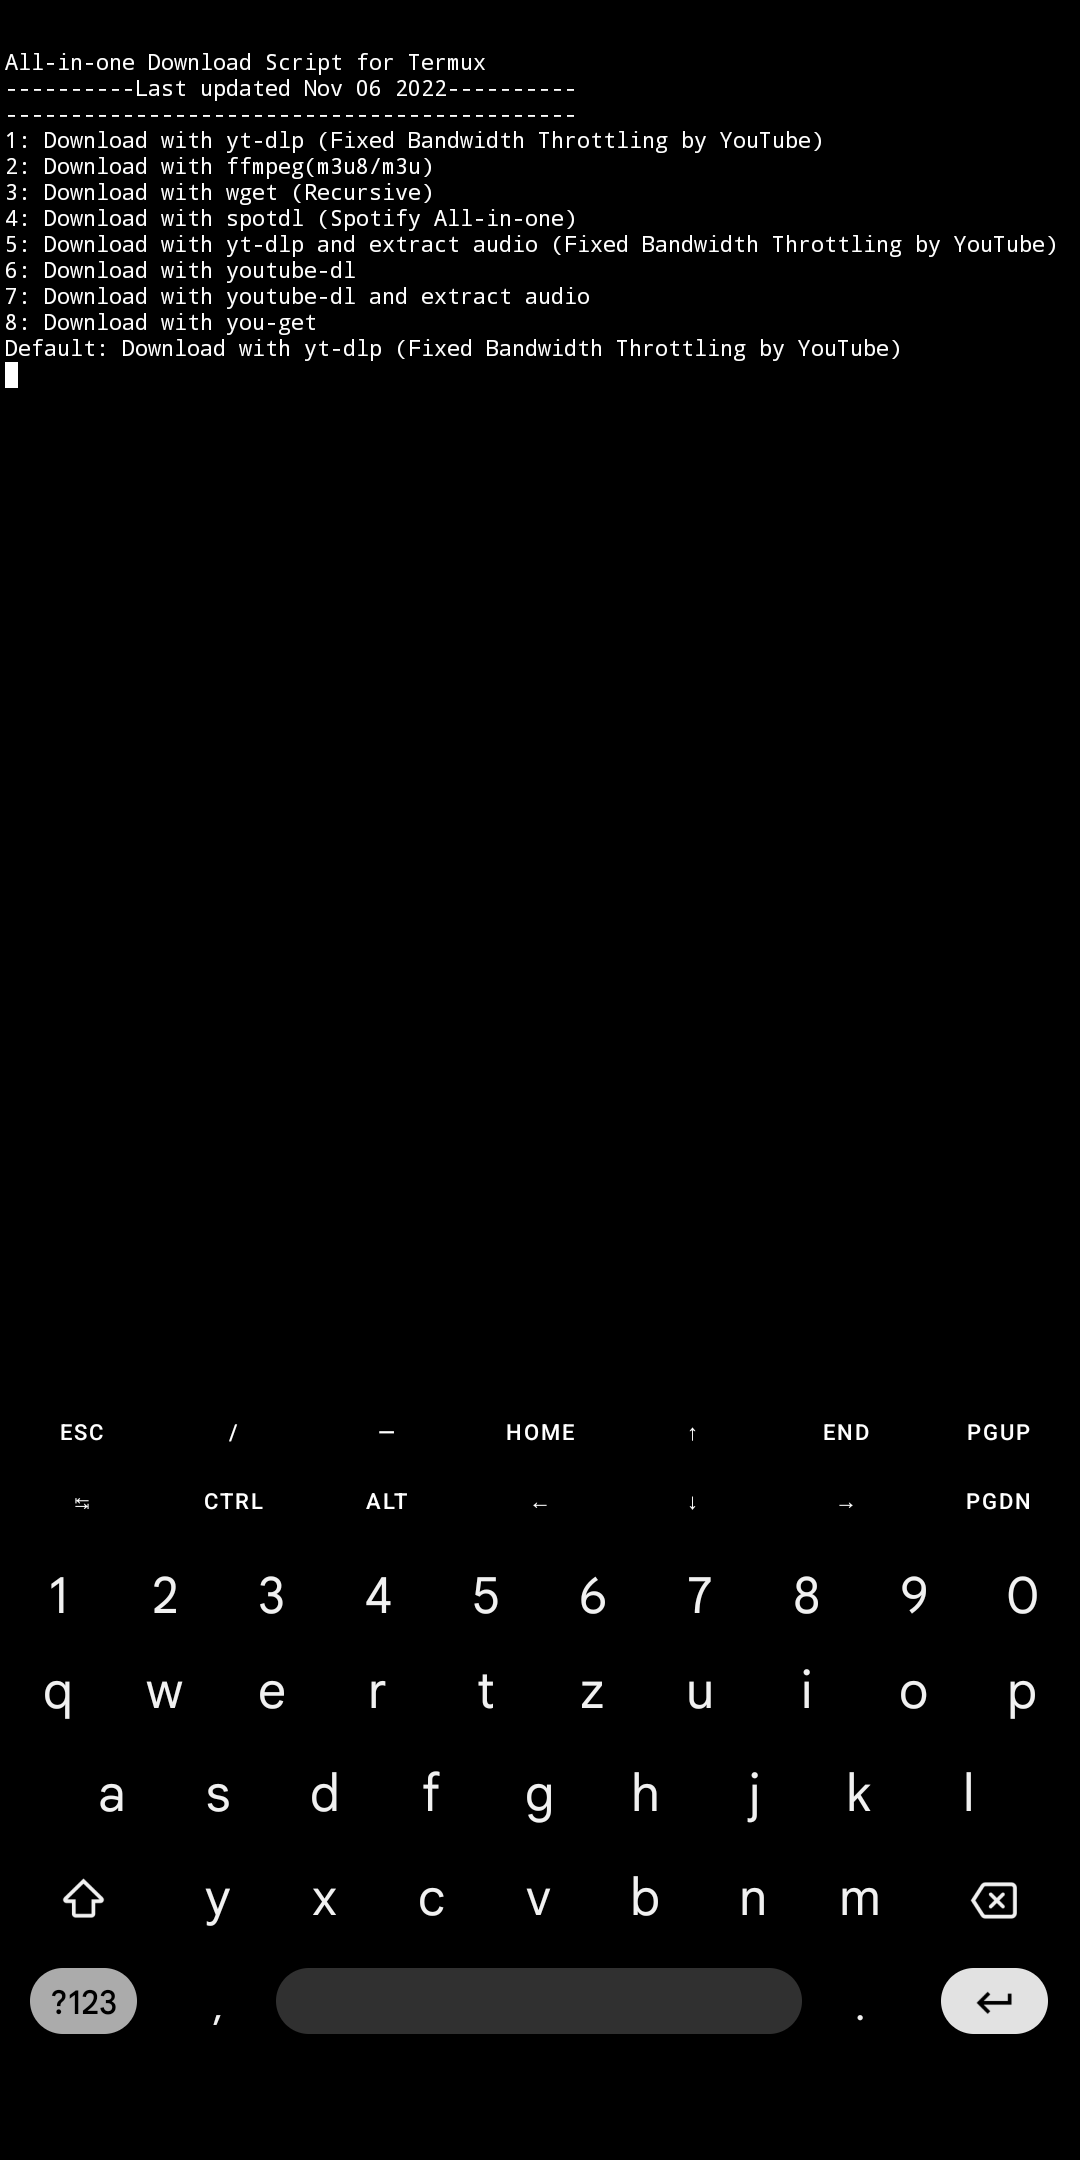 All-in-one Download Script for Termux
----------Last updated Nov 06 2022----------
--------------------------------------------
1: Download with yt-dlp (Fixed Bandwidth Throttling by YouTube)
2: Download with ffmpeg(m3u8/m3u)
3: Download with wget (Recursive)
4: Download with spotdl (Spotify All-in-one)
5: Download with yt-dlp and extract audio (Fixed Bandwidth Throttling by YouTube)
6: Download with youtube-dl
7: Download with youtube-dl and extract audio
8: Download with you-get
Default: Download with yt-dlp (Fixed Bandwidth Throttling by YouTube)
ESC / — HOME ↑ END PGUP
↹ CTRL ALT ← ↓ → PGDN
1 2 3 4 5 6 7 8 9 0
q w e r t z u i o p
a s d f g h j k l
y x c v b n m
?123 , .